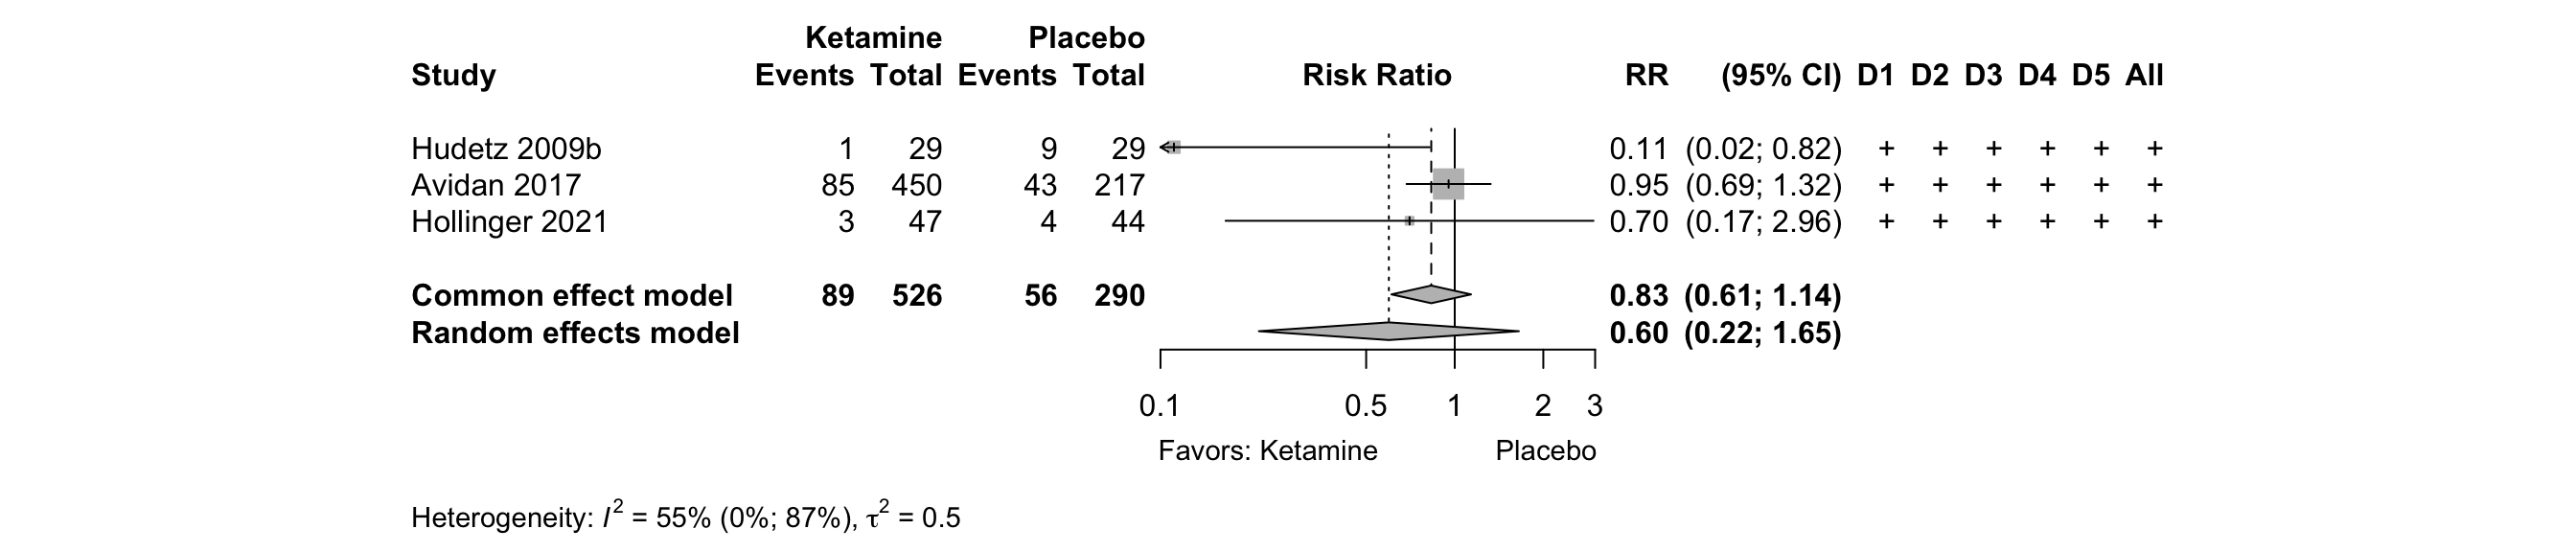 Ketamine Placebo
Study Events Total Events Total Risk Ratio RR (95% CI) D1 D2 D3 D4 D5 All
Hudetz 2009b 1 29 9 29 0.11 (0.02; 0.82) + + + + + +
Avidan 2017 85 450 43 217 0.95 (0.69; 1.32) + + + + + +
Hollinger 2021 3 47 4 44 0.70 (0.17; 2.96) + + + + + +
Common effect model 89 526 56 290 0.83 (0.61; 1.14)
Random effects model 0.60 (0.22; 1.65)
0.1 0.5 1 2 3
Favors: Ketamine Placebo
Heterogeneity: I² = 55% (0%; 87%), τ² = 0.5